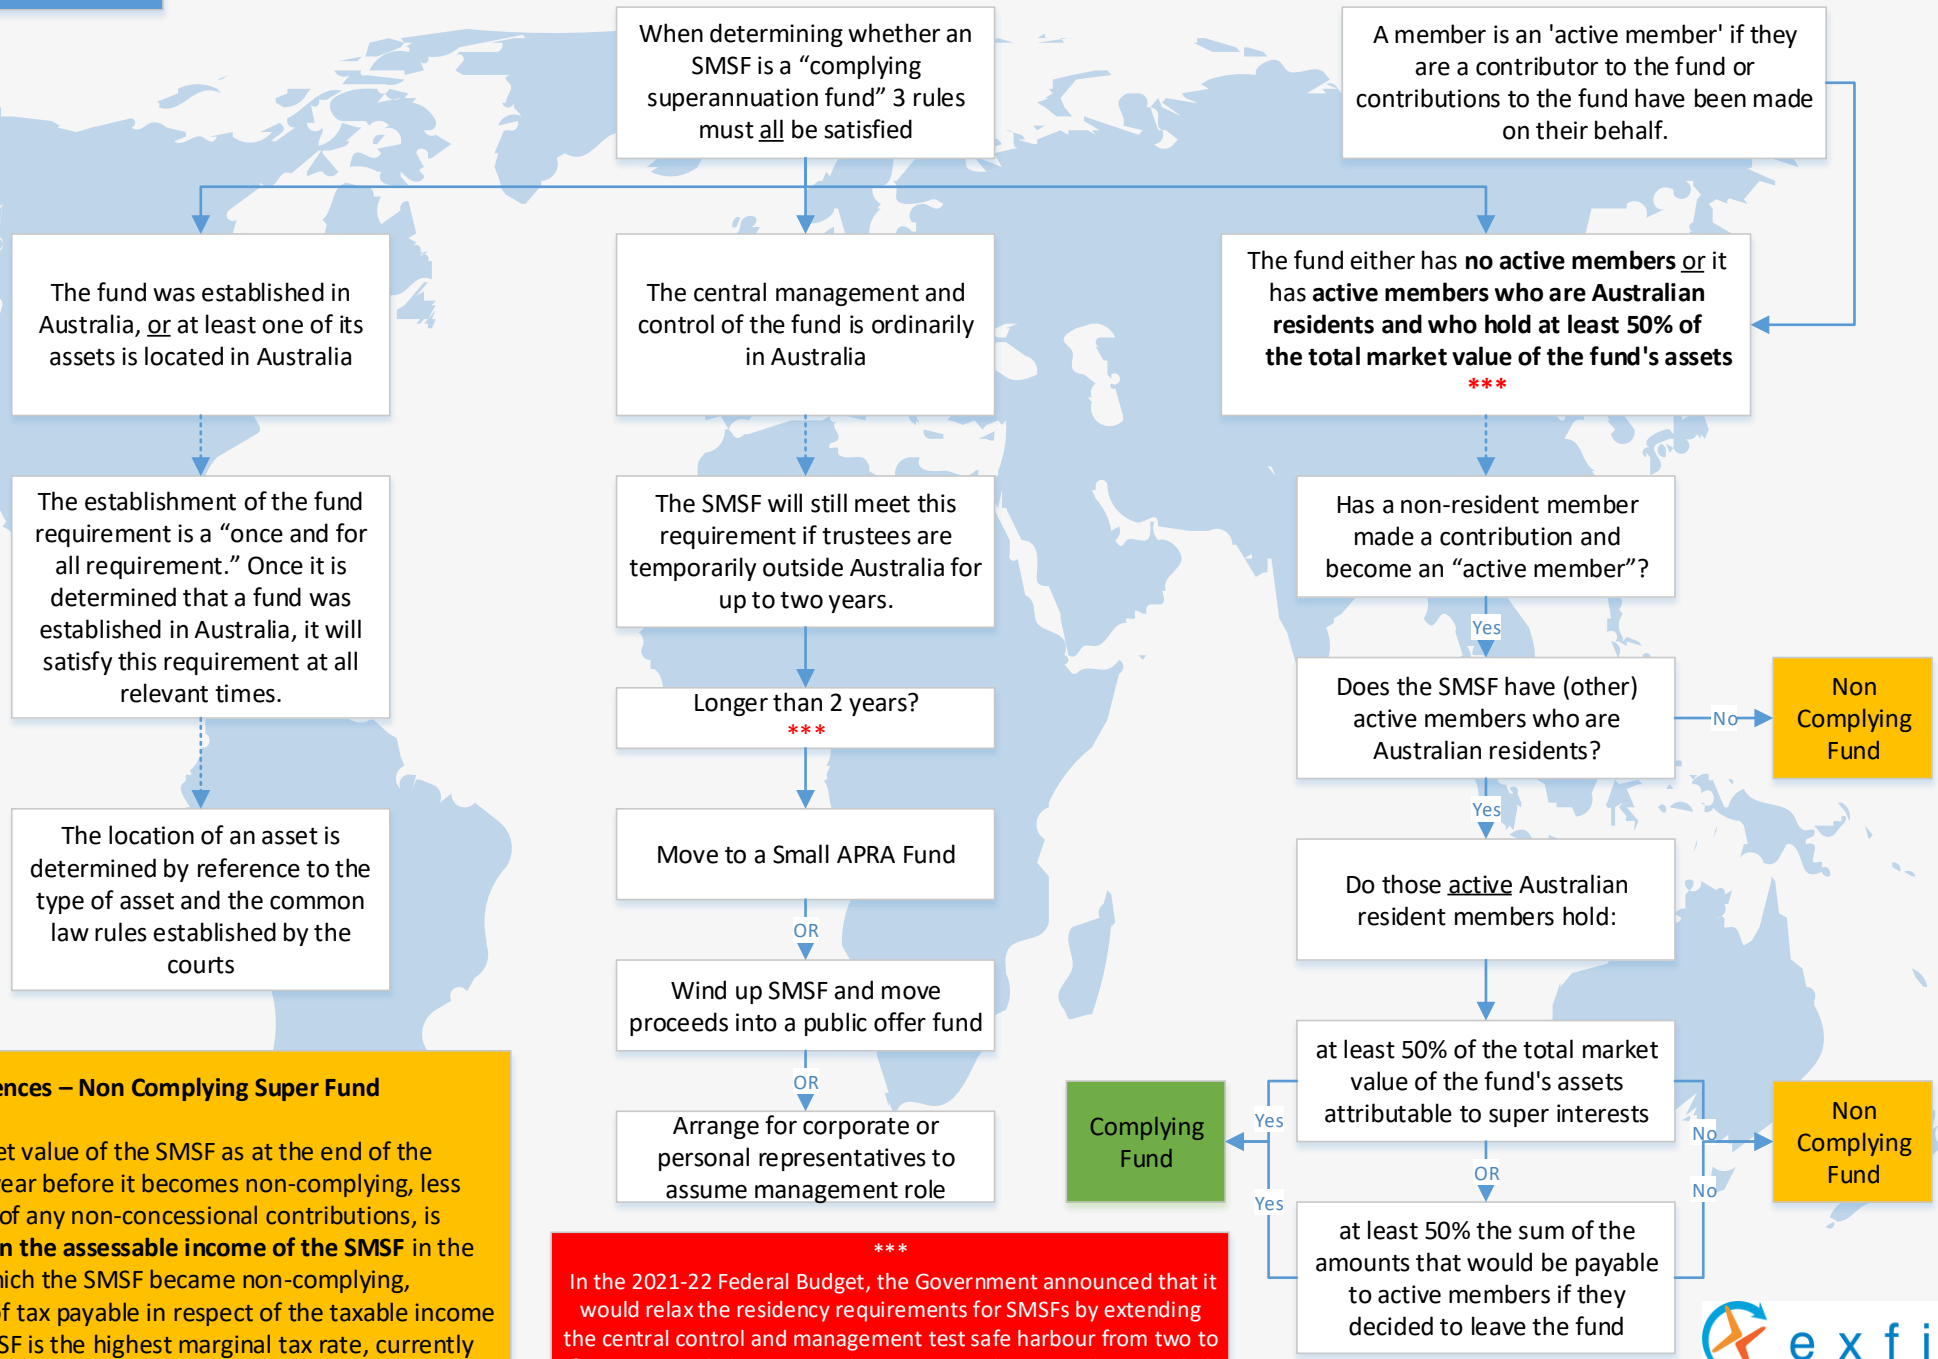 When determining whether an
SMSF is a “complying
superannuation fund” 3 rules
must all be satisfied
A member is an 'active member' if they
are a contributor to the fund or
contributions to the fund have been made
on their behalf.
The fund was established in
Australia, or at least one of its
assets is located in Australia
The central management and
control of the fund is ordinarily
in Australia
The fund either has no active members or it
has active members who are Australian
residents and who hold at least 50% of
the total market value of the fund's assets
***
The establishment of the fund
requirement is a “once and for
all requirement.” Once it is
determined that a fund was
established in Australia, it will
satisfy this requirement at all
relevant times.
The SMSF will still meet this
requirement if trustees are
temporarily outside Australia for
up to two years.
Has a non-resident member
made a contribution and
become an “active member”?
Yes
Longer than 2 years?
***
Does the SMSF have (other)
active members who are
Australian residents?
No
Non
Complying
Fund
Yes
The location of an asset is
determined by reference to the
type of asset and the common
law rules established by the
courts
Move to a Small APRA Fund
OR
Do those active Australian
resident members hold:
Wind up SMSF and move
proceeds into a public offer fund
OR
Arrange for corporate or
personal representatives to
assume management role
at least 50% of the total market
value of the fund's assets
attributable to super interests
Complying
Fund
Yes
Yes
OR
No
No
Non
Complying
Fund
at least 50% the sum of the
amounts that would be payable
to active members if they
decided to leave the fund
ences – Non Complying Super Fund
et value of the SMSF as at the end of the
year before it becomes non-complying, less
of any non-concessional contributions, is
n the assessable income of the SMSF in the
hich the SMSF became non-complying,
of tax payable in respect of the taxable income
SF is the highest marginal tax rate, currently
***
In the 2021-22 Federal Budget, the Government announced that it
would relax the residency requirements for SMSFs by extending
the central control and management test safe harbour from two to
e x f i